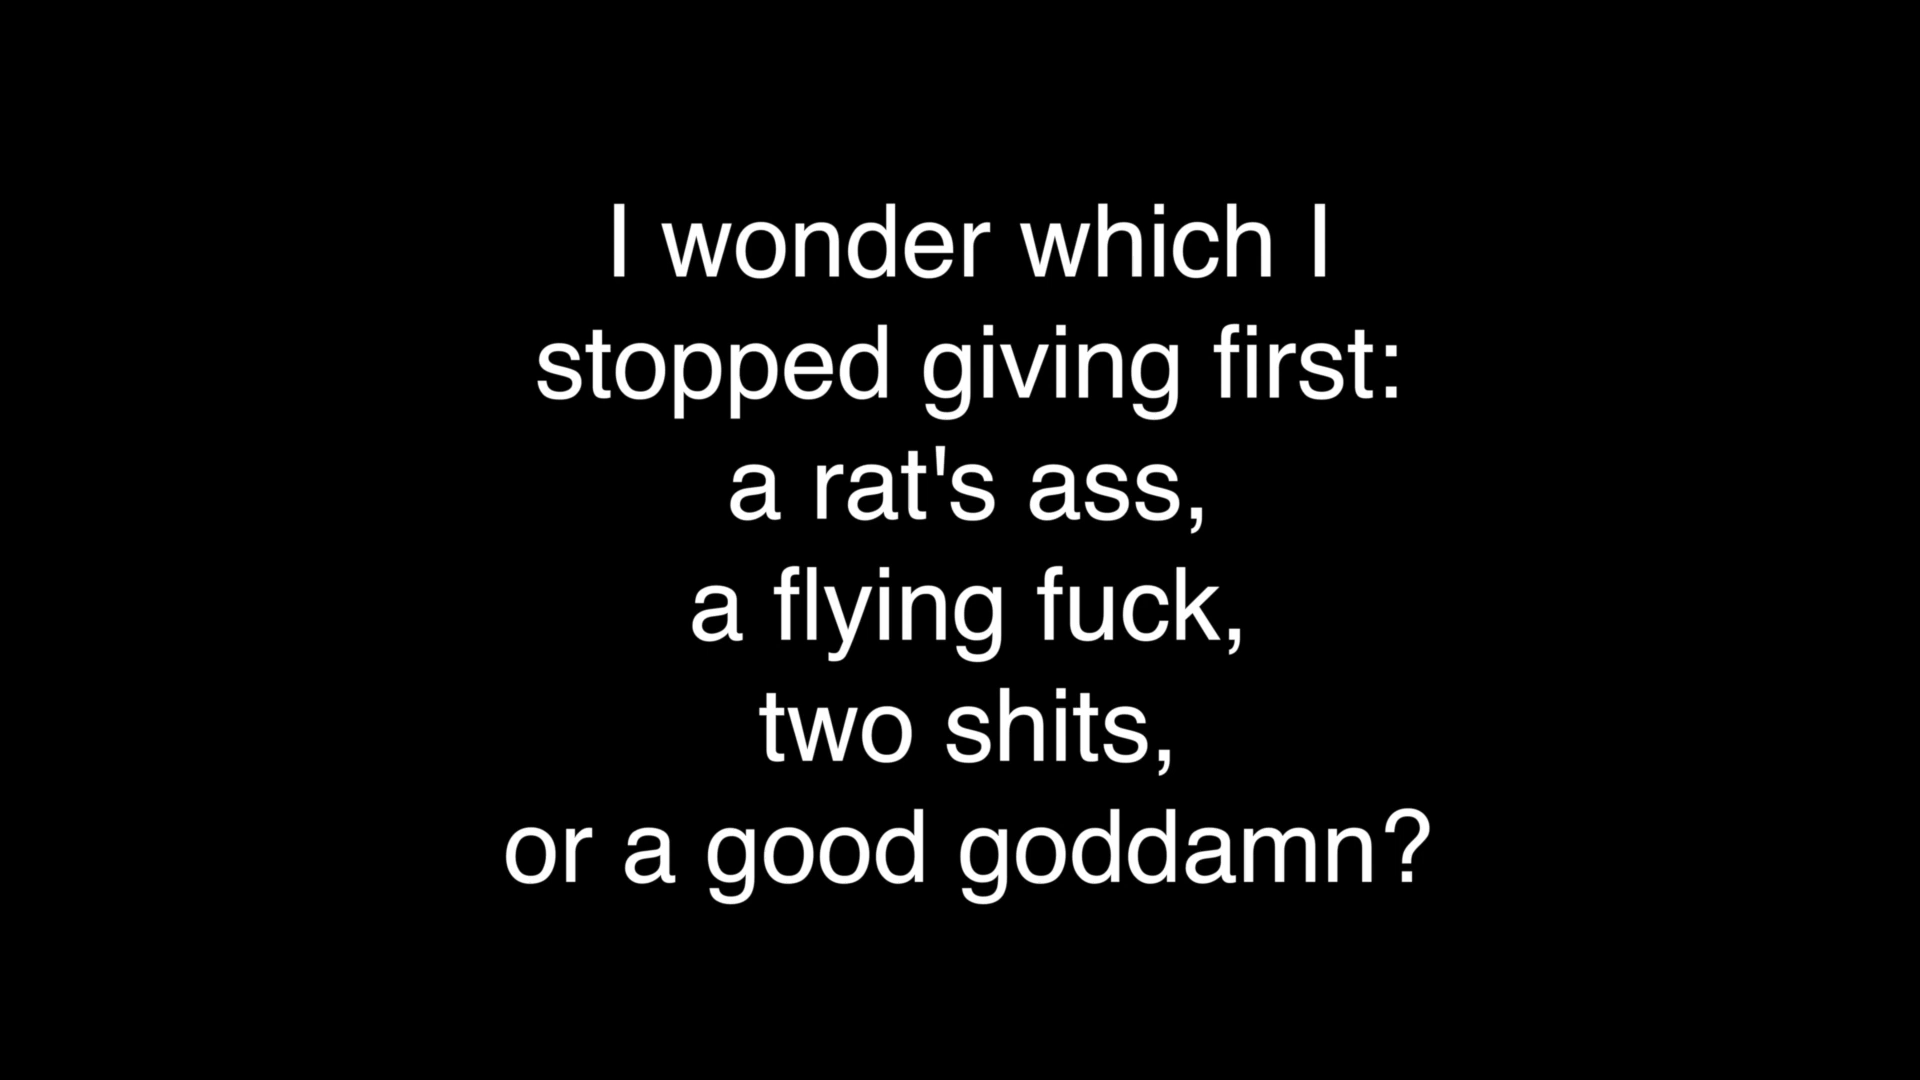 I wonder which I
stopped giving first:
a rat's ass,
a flying fuck,
two shits,
or a good goddamn?